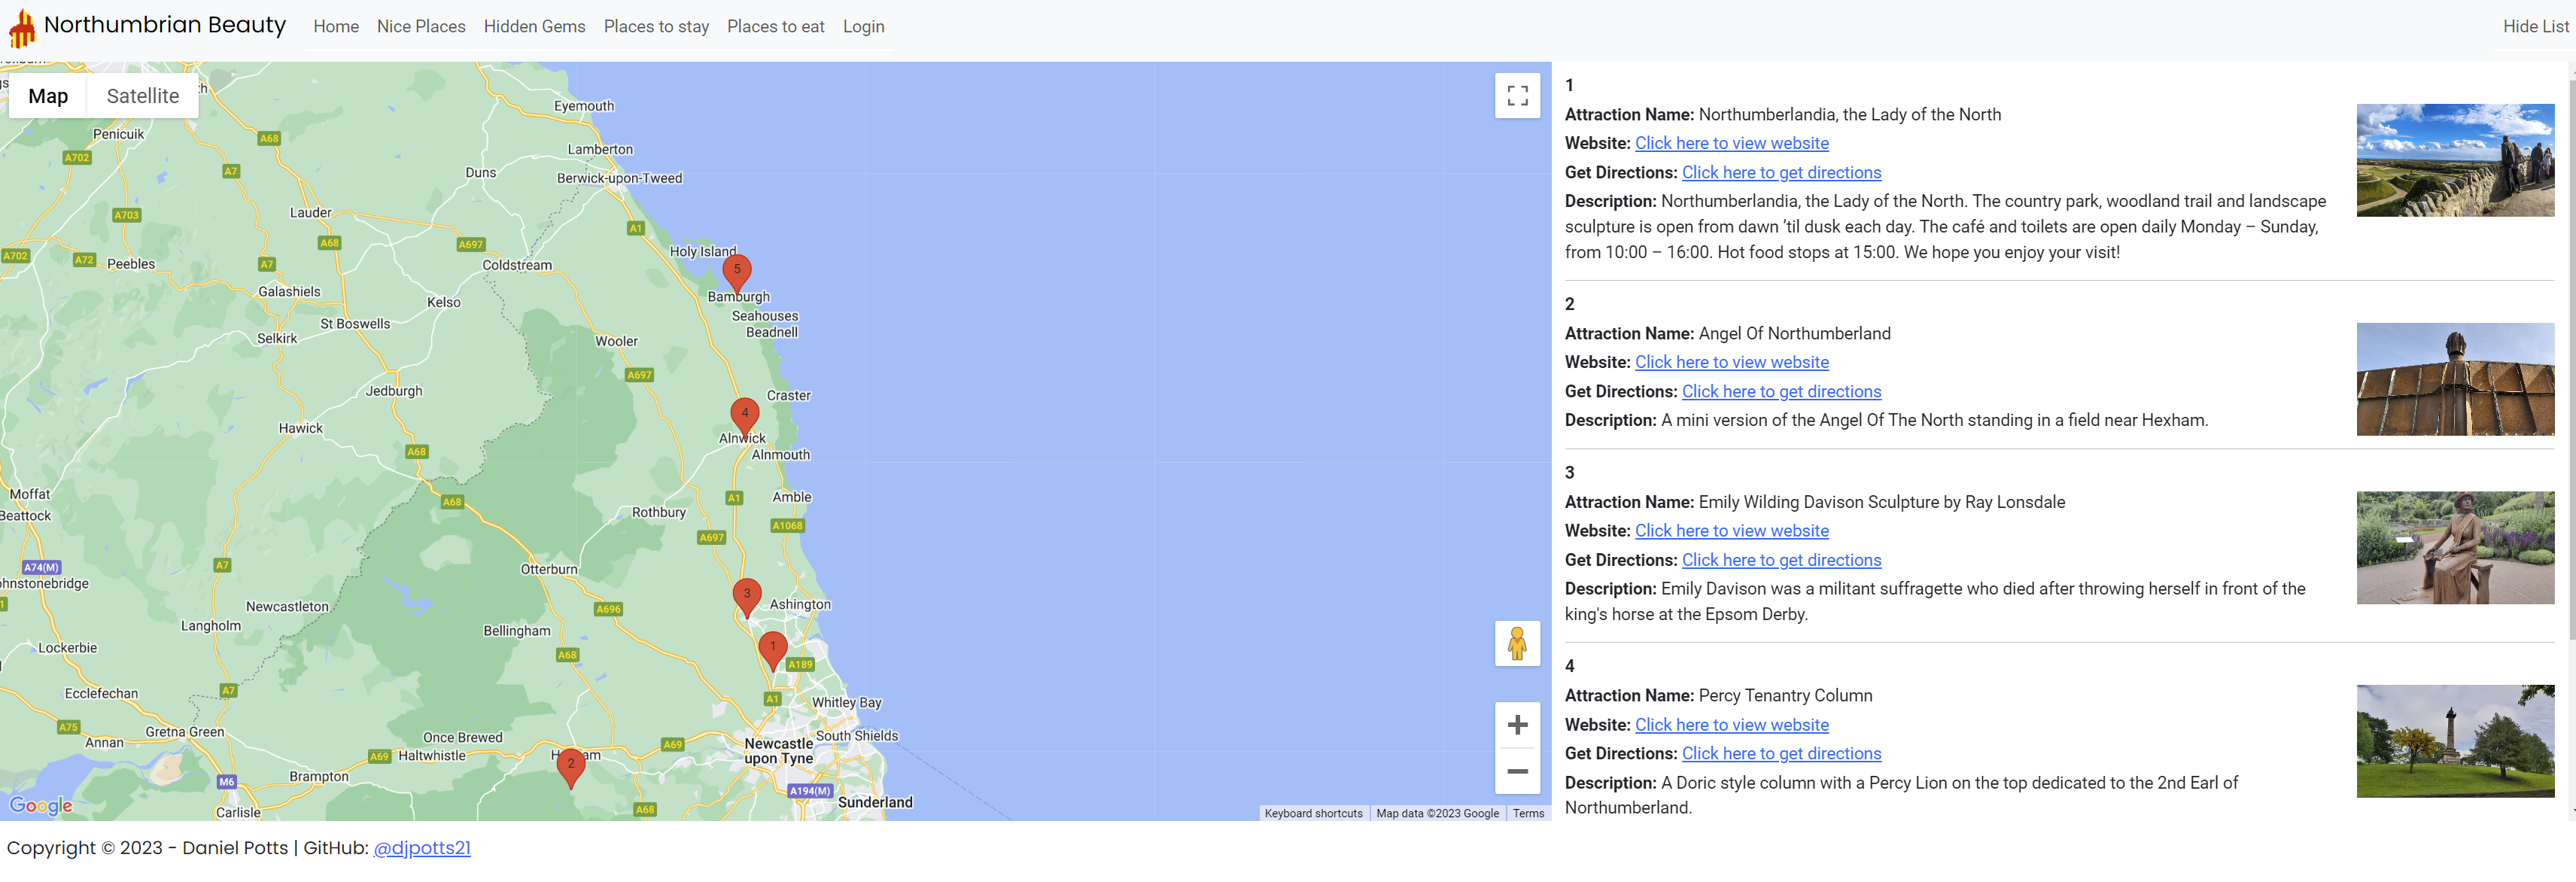 Northumbrian Beauty
Home
Nice Places
Hidden Gems
Places to stay
Places to eat
Login
Hide List
Map
Satellite
Eyemouth
Penicuik
A68
A702
Lamberton
A7
Duns
Berwick-upon-Tweed
Lauder
A703
A1
A68
A697
Holy Island
A702
A72
Peebles
A7
Coldstream
5
Galashiels
Kelso
Bamburgh
Seahouses
St Boswells
Beadnell
Selkirk
Wooler
A697
Jedburgh
Craster
4
Hawick
Alnwick
A68
Alnmouth
Moffat
A68
A1
Amble
Beattock
Rothbury
A1068
A697
A74(M)
A7
Otterburn
hnstonebridge
3
Newcastleton
A696
Ashington
Langholm
Bellingham
1
Lockerbie
A68
A189
Ecclefechan
A7
A1
Whitley Bay
A75
Gretna Green
Once Brewed
South Shields
Annan
A69
Haltwhistle
A69
Newcastle
upon Tyne
2
Brampton
M6
A194(M)
Sunderland
Carlisle
A68
Google
Keyboard shortcuts
Map data ©2023 Google
Terms
1
Attraction Name: Northumberlandia, the Lady of the North
Website: Click here to view website
Get Directions: Click here to get directions
Description: Northumberlandia, the Lady of the North. The country park, woodland trail and landscape
sculpture is open from dawn ’til dusk each day. The café and toilets are open daily Monday – Sunday,
from 10:00 – 16:00. Hot food stops at 15:00. We hope you enjoy your visit!
2
Attraction Name: Angel Of Northumberland
Website: Click here to view website
Get Directions: Click here to get directions
Description: A mini version of the Angel Of The North standing in a field near Hexham.
3
Attraction Name: Emily Wilding Davison Sculpture by Ray Lonsdale
Website: Click here to view website
Get Directions: Click here to get directions
Description: Emily Davison was a militant suffragette who died after throwing herself in front of the
king's horse at the Epsom Derby.
4
Attraction Name: Percy Tenantry Column
Website: Click here to view website
Get Directions: Click here to get directions
Description: A Doric style column with a Percy Lion on the top dedicated to the 2nd Earl of
Northumberland.
Copyright © 2023 - Daniel Potts | GitHub: @djpotts21